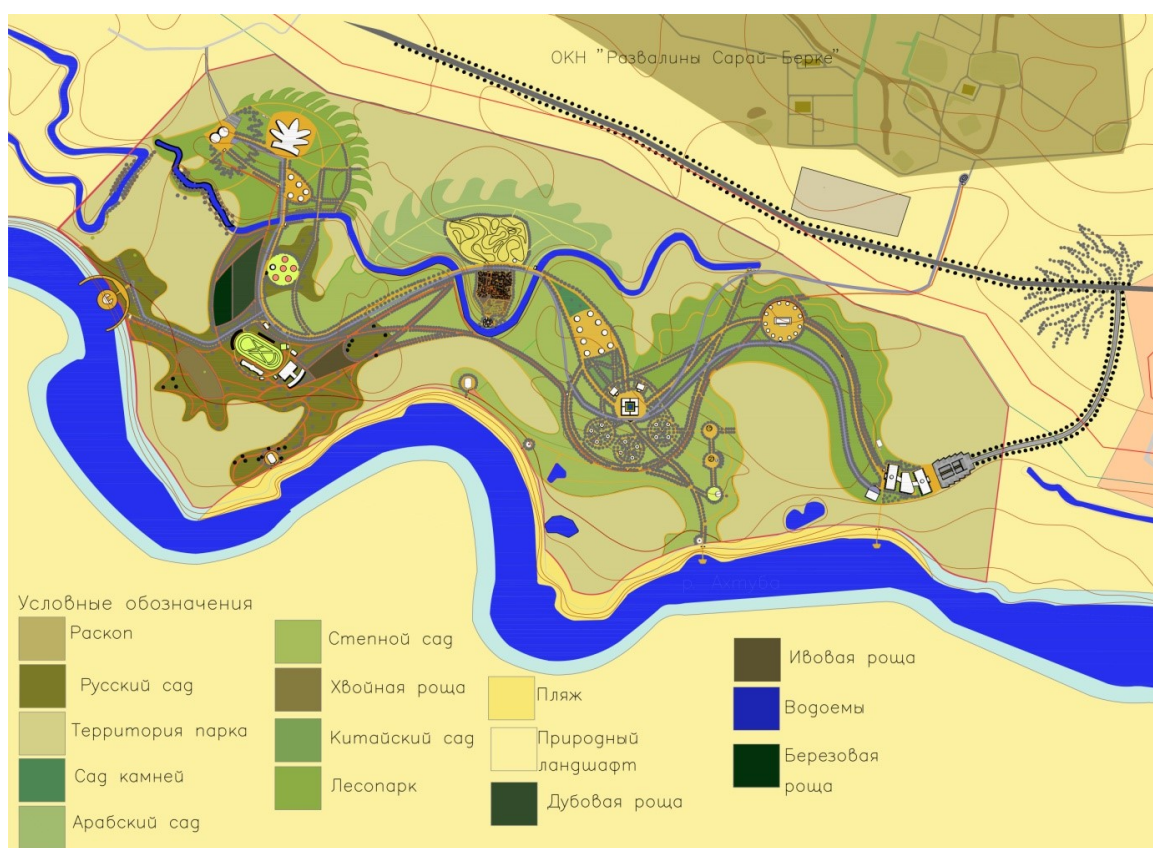 ОКН "Развалины Сарай-Берке"
р. Ахтуба
Условные обозначения
Раскоп
Русский сад
Территория парка
Сад камней
Арабский сад
Степной сад
Хвойная роща
Китайский сад
Лесопарк
Пляж
Природный
ландшафт
Дубовая роща
Ивовая роща
Водоемы
Березовая
роща